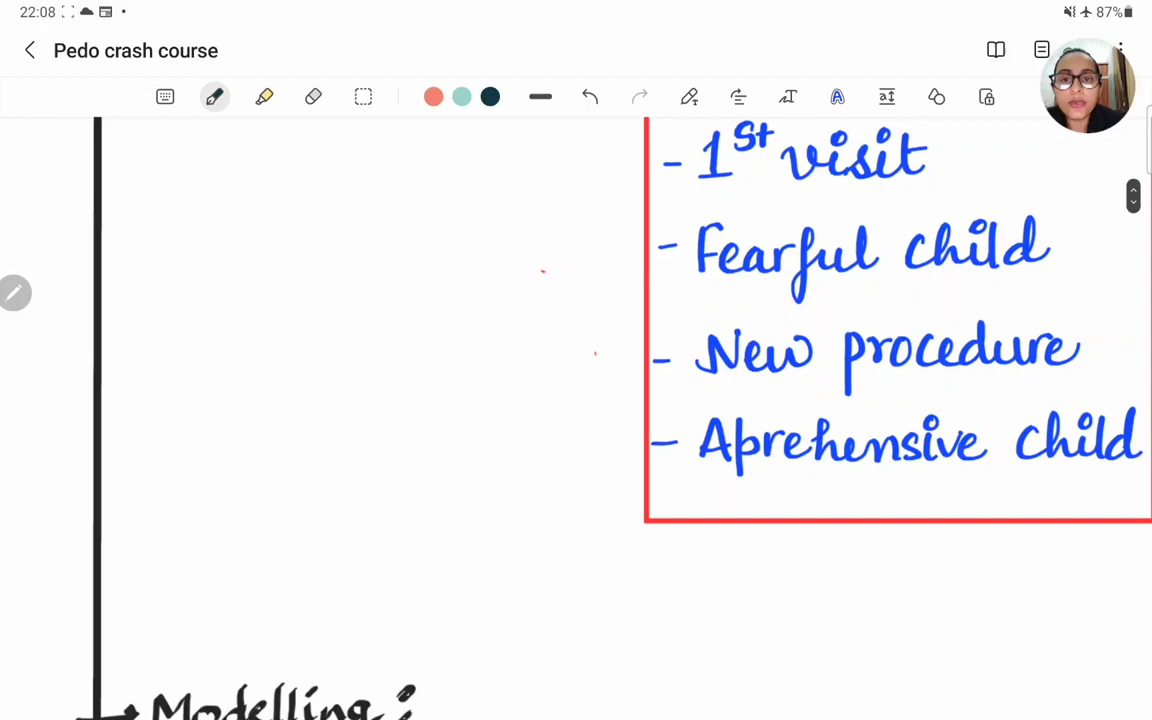 22:08 87%
Pedo crash course
- 1st visit
- Fearful child
- New procedure
- Aprehensive child
→ Modelling :